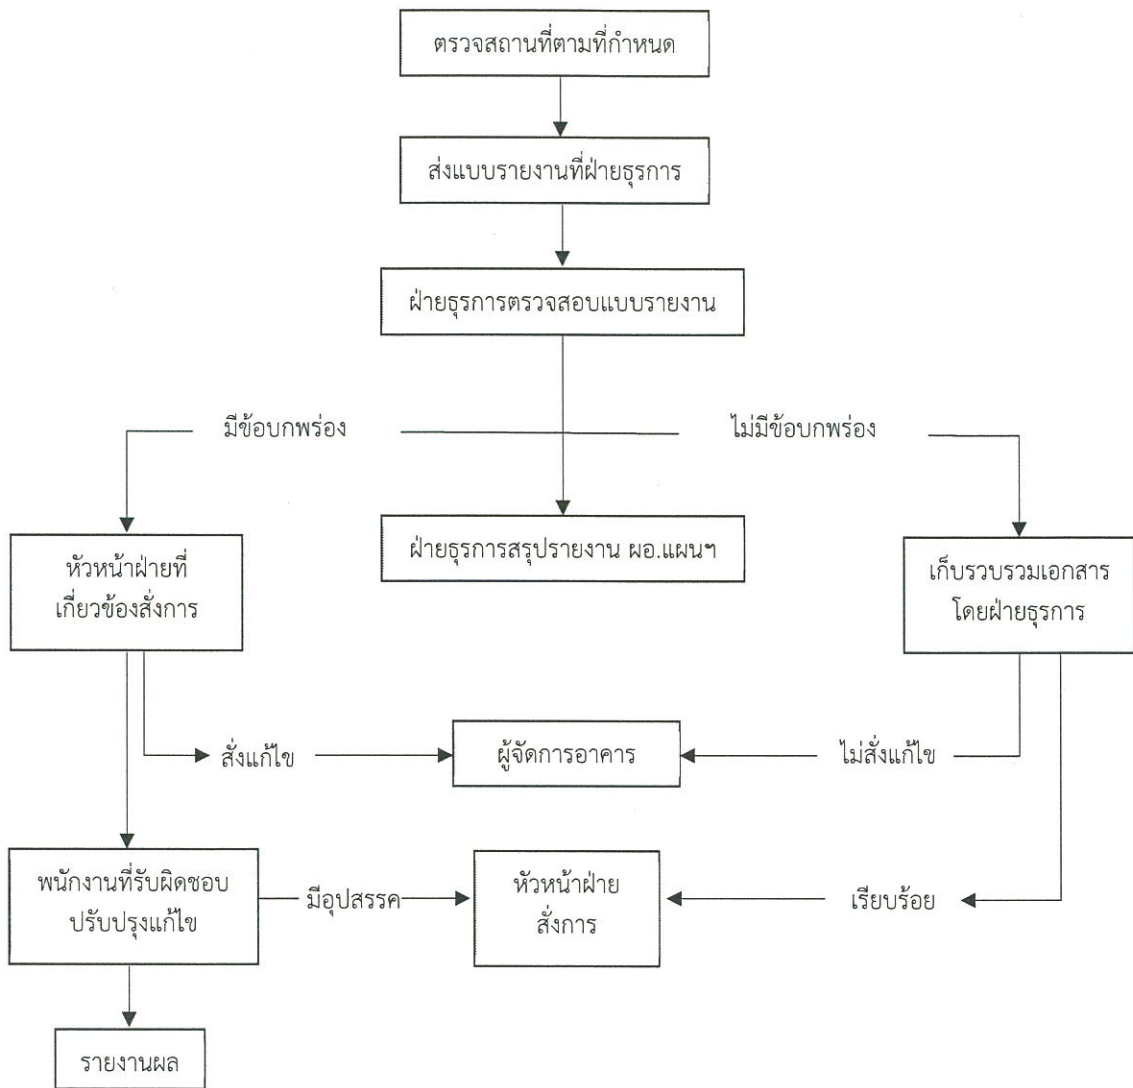 ตรวจสถานที่ตามที่กำหนด
ส่งแบบรายงานที่ฝ่ายธุรการ
ฝ่ายธุรการตรวจสอบแบบรายงาน
มีข้อบกพร่อง
ไม่มีข้อบกพร่อง
หัวหน้าฝ่ายที่
เกี่ยวข้องสั่งการ
ฝ่ายธุรการสรุปรายงาน ผอ.แผนฯ
เก็บรวบรวมเอกสาร
โดยฝ่ายธุรการ
สั่งแก้ไข
ผู้จัดการอาคาร
ไม่สั่งแก้ไข
พนักงานที่รับผิดชอบ
ปรับปรุงแก้ไข
มีอุปสรรค
หัวหน้าฝ่าย
สั่งการ
เรียบร้อย
รายงานผล